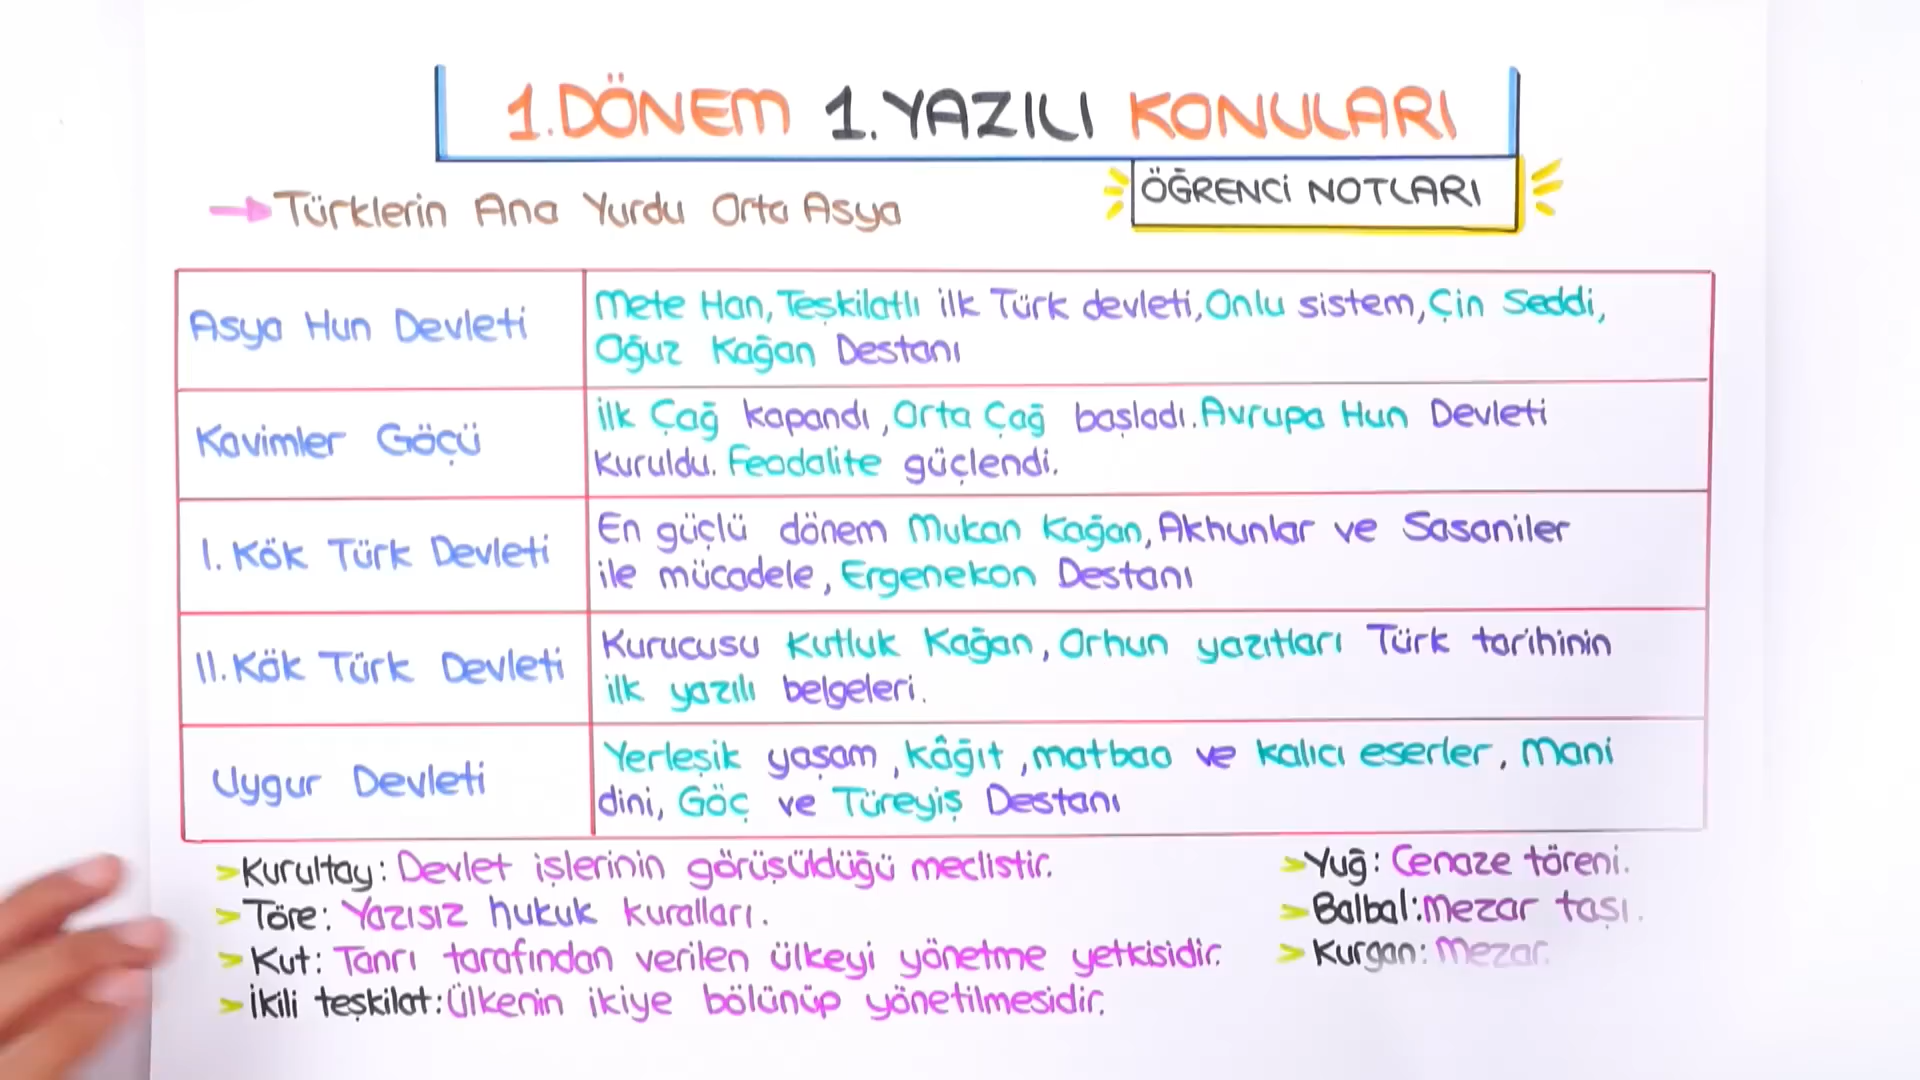 1.DÖNEM 1.YAZILI KONULARI
ÖĞRENCİ NOTLARI
Türklerin Ana Yurdu Orta Asya
Asya Hun Devleti
Mete Han, Teşkilatlı ilk Türk devleti, Onlu sistem, Çin Seddi,
Oğuz Kağan Destanı
Kavimler Göçü
İlk Çağ kapandı, Orta Çağ başladı. Avrupa Hun Devleti
kuruldu. Feodalite güçlendi.
I. Kök Türk Devleti
En güçlü dönem Mukan Kağan, Akhunlar ve Sasaniler
ile mücadele, Ergenekon Destanı
II. Kök Türk Devleti
Kurucusu Kutluk Kağan, Orhun yazıtları Türk tarihinin
ilk yazılı belgeleri.
Uygur Devleti
Yerleşik yaşam, kâğıt, matbaa ve kalıcı eserler, Mani
dini, Göç ve Türeyiş Destanı
>Kurultay: Devlet işlerinin görüşüldüğü meclistir.
>Töre: Yazısız hukuk kuralları.
>Kut: Tanrı tarafından verilen ülkeyi yönetme yetkisidir.
>İkili teşkilat: Ülkenin ikiye bölünüp yönetilmesidir.
>Yuğ: Cenaze töreni.
>Balbal: Mezar taşı.
>Kurgan: Mezar.